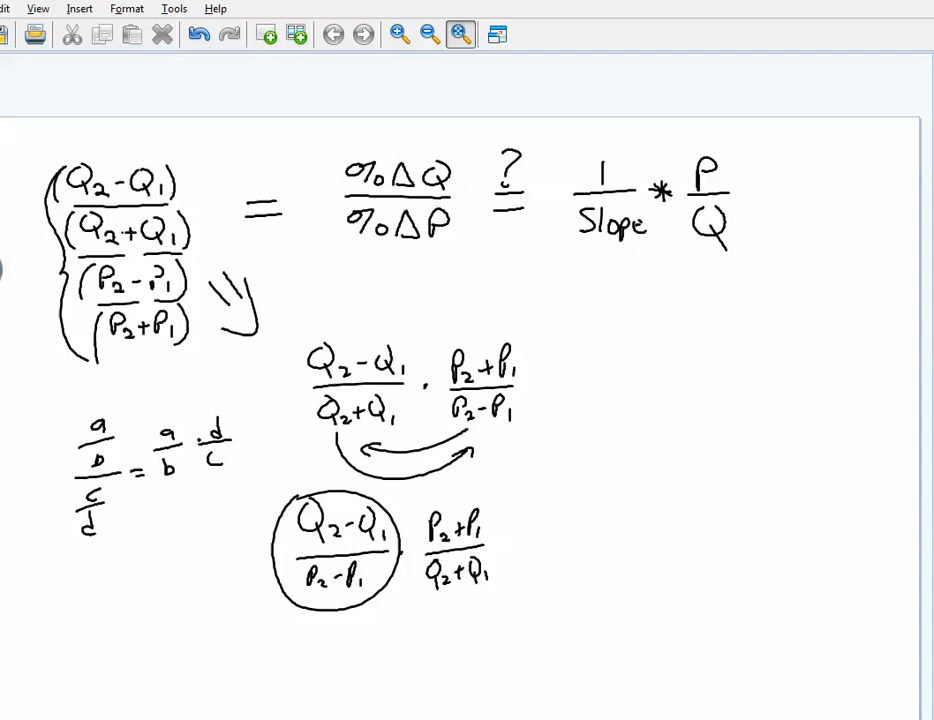 dit View Insert Format Tools Help
(Q₂-Q₁)
(Q₂+Q₁)
(P₂-P₁)
(P₂+P₁)
=
%ΔQ
%ΔP
?
=
1
Slope
*
P
Q
Q₂-Q₁ · P₂+P₁
Q₂+Q₁ P₂-P₁
a
b
c
d
=
a · d
b c
Q₂-Q₁ · P₂+P₁
P₂-P₁ Q₂+Q₁